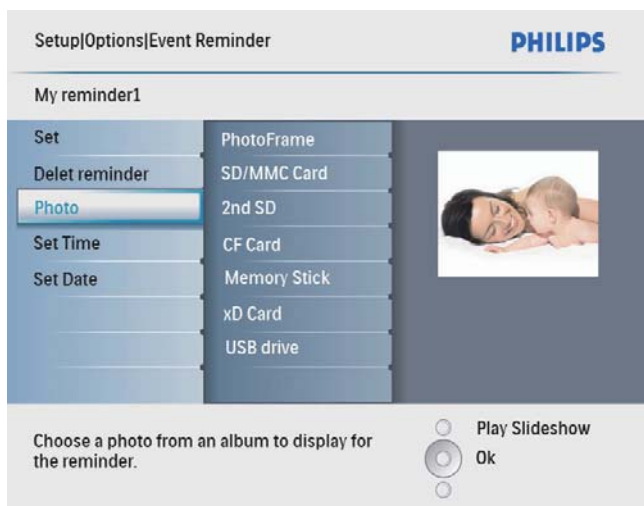 Setup|Options|Event Reminder
PHILIPS
My reminder1
Set
Delet reminder
Photo
Set Time
Set Date
PhotoFrame
SD/MMC Card
2nd SD
CF Card
Memory Stick
xD Card
USB drive
Choose a photo from an album to display for
the reminder.
Play Slideshow
Ok